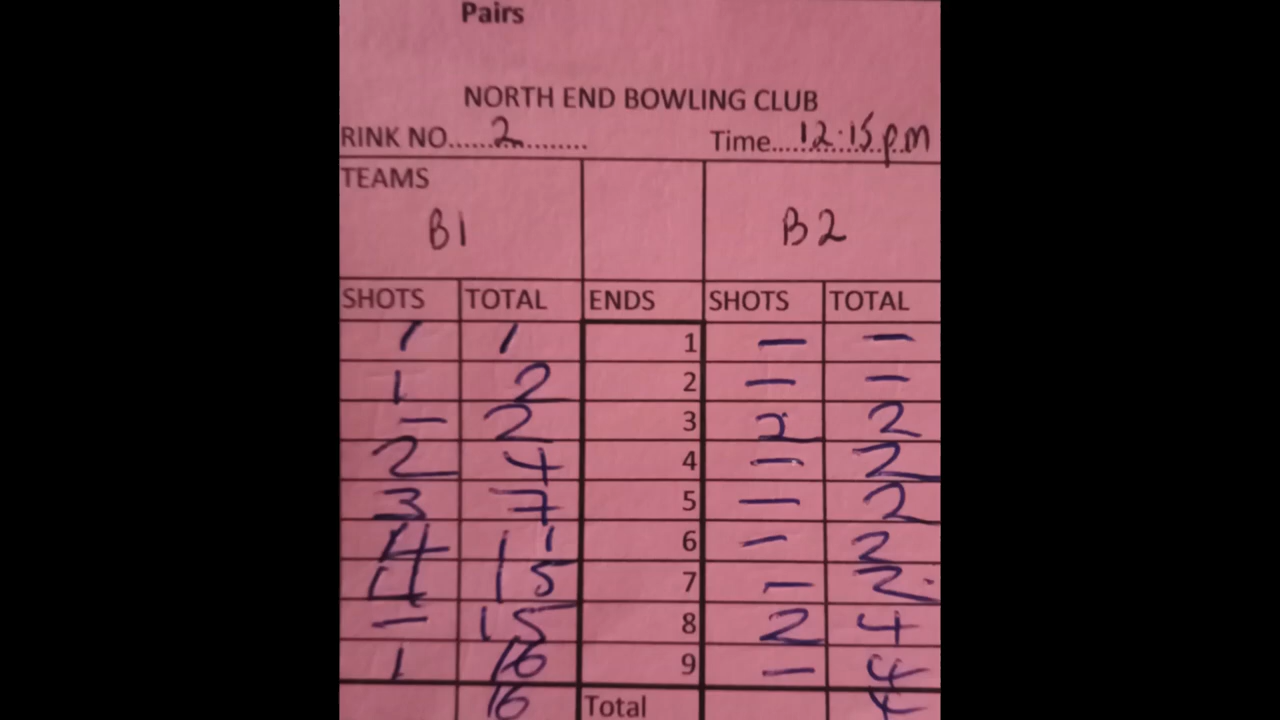 Pairs
NORTH END BOWLING CLUB
RINK NO.....2.......... Time....12.15pm
TEAMS
B1 B2
SHOTS TOTAL ENDS SHOTS TOTAL
1 1 1 — —
1 2 2 — —
— 2 3 2 2
2 4 4 — 2
3 7 5 — 2
4 11 6 — 2
4 15 7 — 2
— 15 8 2 4
1 16 9 — 4
16 Total 4